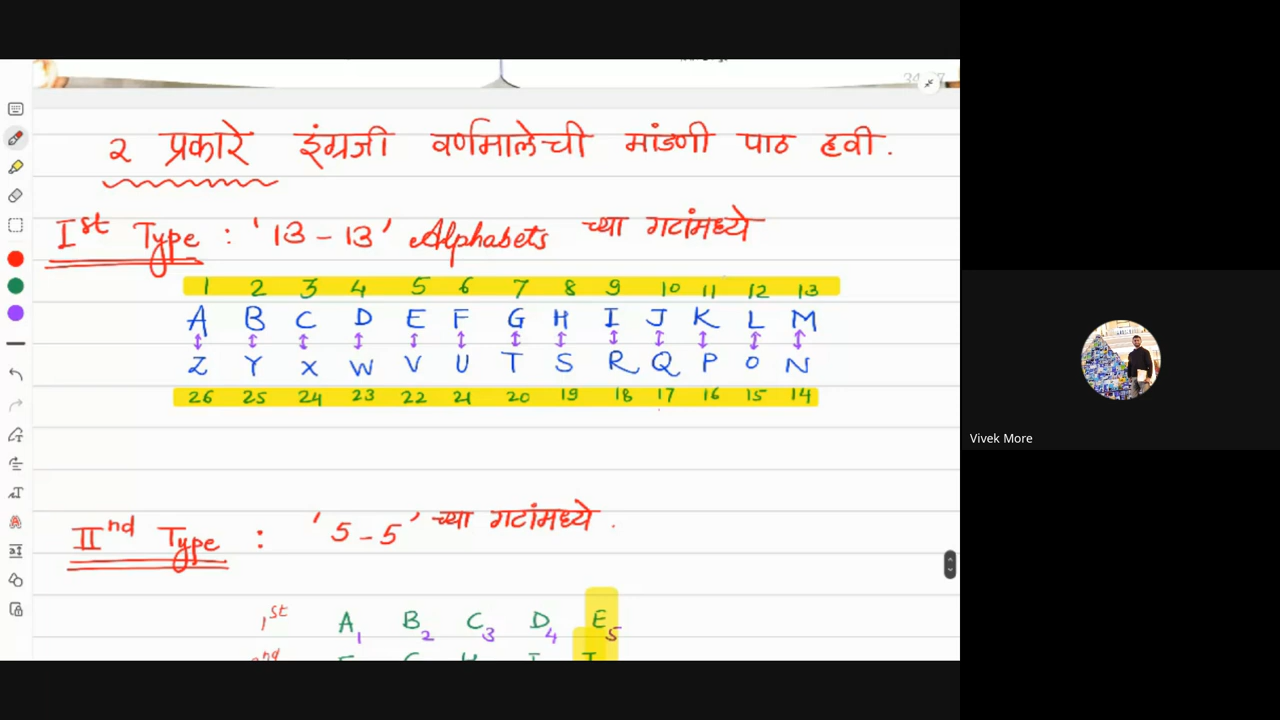 २ प्रकारे इंग्रजी वर्णमालेची मांडणी पाठ हवी.
Ist Type : '13-13' Alphabets च्या गटांमध्ये
1 2 3 4 5 6 7 8 9 10 11 12 13
A B C D E F G H I J K L M
Z Y X W V U T S R Q P O N
26 25 24 23 22 21 20 19 18 17 16 15 14
Vivek More
IInd Type : '5-5' च्या गटांमध्ये.
1st A1 B2 C3 D4 E5